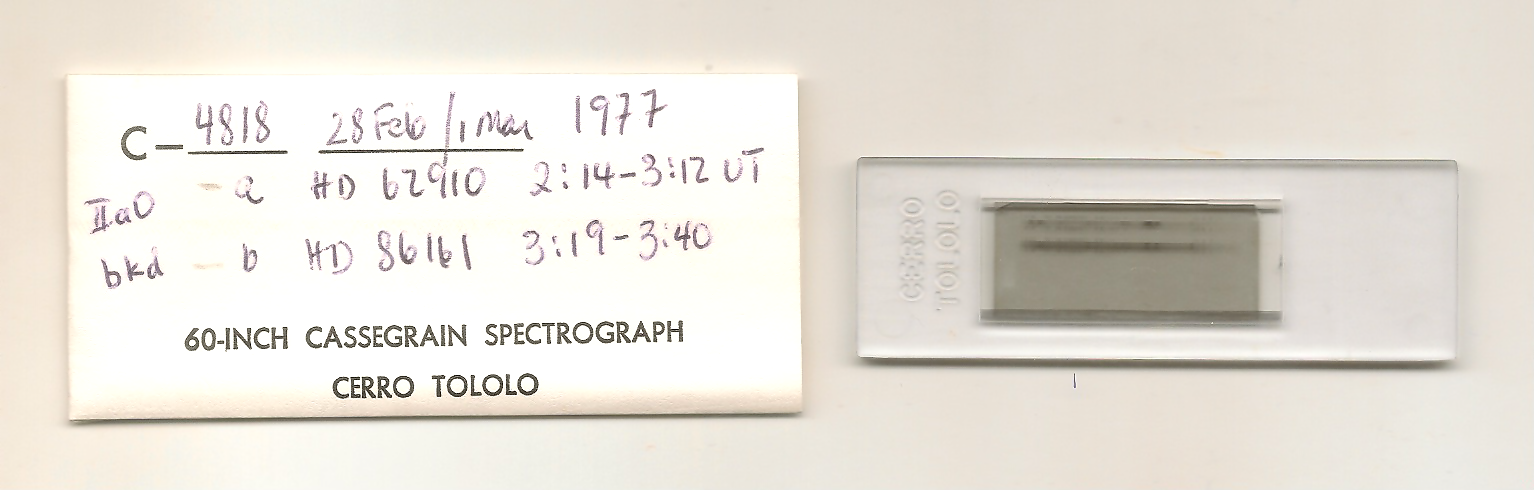 C-4818 28 Feb/1 Mar 1977
IIaO - a HD 62910 2:14-3:12 UT
bkd - b HD 86161 3:19-3:40
60-INCH CASSEGRAIN SPECTROGRAPH
CERRO TOLOLO
CERRO
TOLOLO